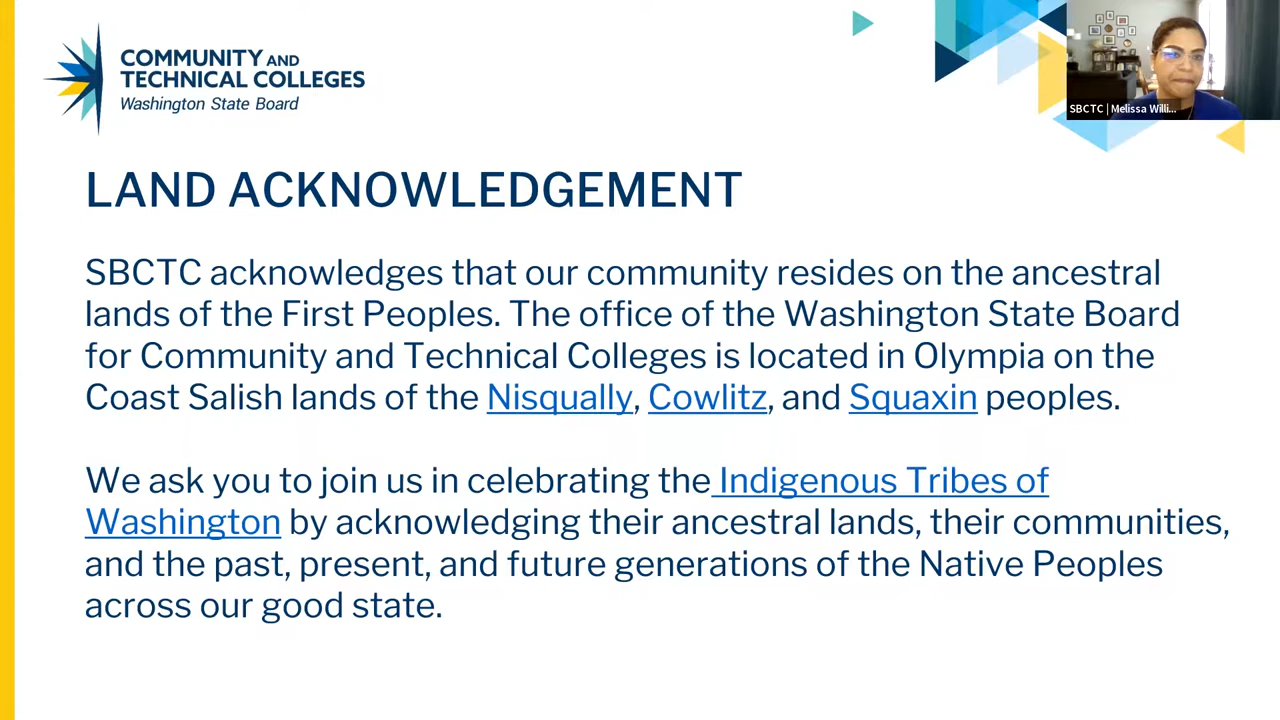 COMMUNITY AND
TECHNICAL COLLEGES
Washington State Board
SBCTC | Melissa Willi...
LAND ACKNOWLEDGEMENT
SBCTC acknowledges that our community resides on the ancestral
lands of the First Peoples. The office of the Washington State Board
for Community and Technical Colleges is located in Olympia on the
Coast Salish lands of the Nisqually, Cowlitz, and Squaxin peoples.
We ask you to join us in celebrating the Indigenous Tribes of
Washington by acknowledging their ancestral lands, their communities,
and the past, present, and future generations of the Native Peoples
across our good state.